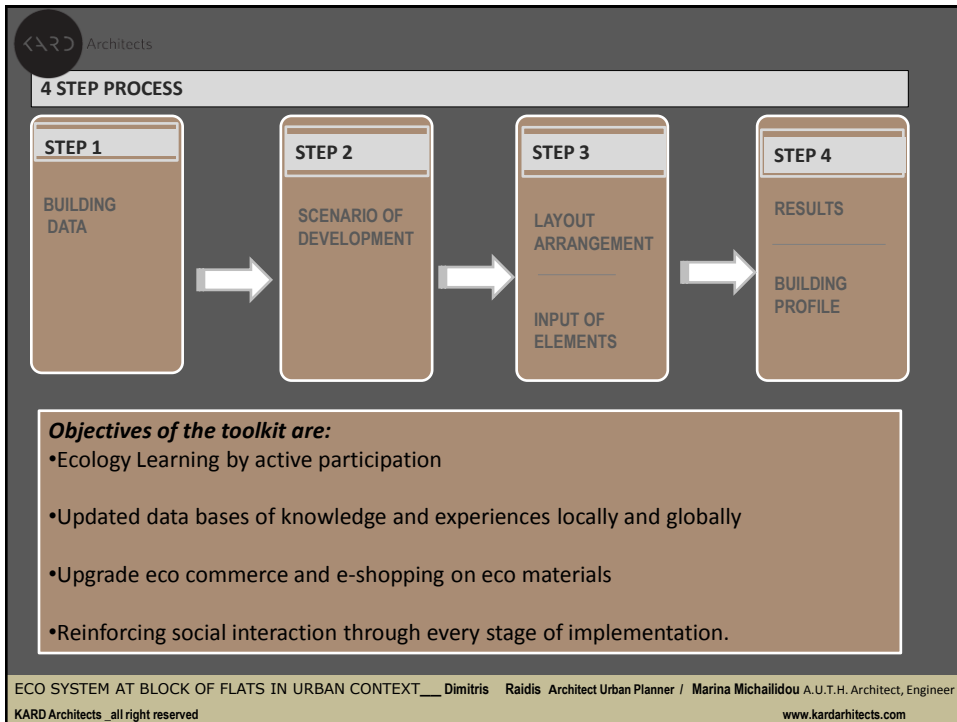 KARD Architects
4 STEP PROCESS
STEP 1
BUILDING
DATA
STEP 2
SCENARIO OF
DEVELOPMENT
STEP 3
LAYOUT
ARRANGEMENT
INPUT OF
ELEMENTS
STEP 4
RESULTS
BUILDING
PROFILE
Objectives of the toolkit are:
•Ecology Learning by active participation
•Updated data bases of knowledge and experiences locally and globally
•Upgrade eco commerce and e-shopping on eco materials
•Reinforcing social interaction through every stage of implementation.
ECO SYSTEM AT BLOCK OF FLATS IN URBAN CONTEXT___ Dimitris Raidis Architect Urban Planner / Marina Michailidou A.U.T.H. Architect, Engineer
KARD Architects _all right reserved www.kardarhitects.com